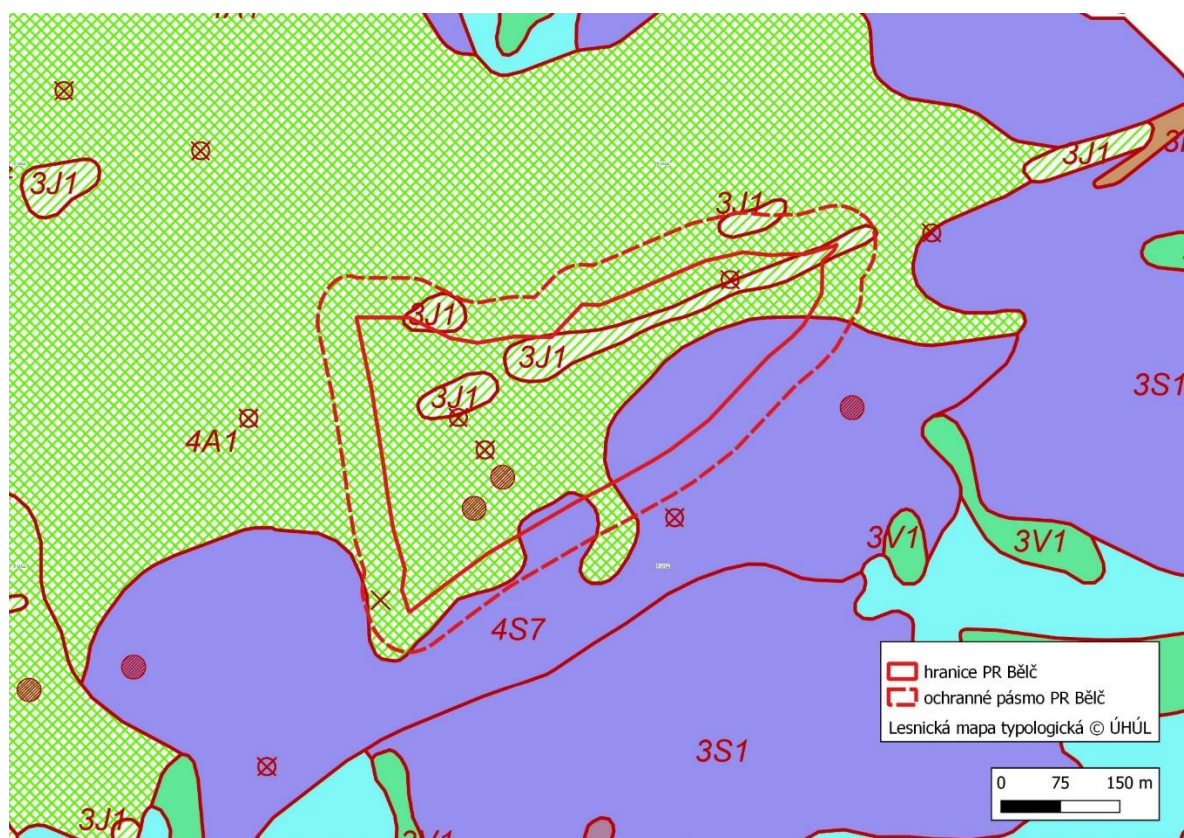 3J1
3J1
3J1
3J1
3J1
3J1
4A1
3S1
3V1
3V1
4S7
hranice PR Bělč
ochranné pásmo PR Bělč
Lesnická mapa typologická © ÚHÚL
3S1
0 75 150 m
3J1